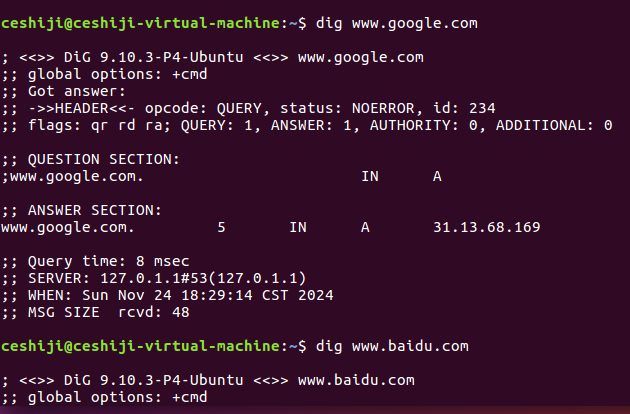 ceshiji@ceshiji-virtual-machine:~$ dig www.google.com

; <<>> DiG 9.10.3-P4-Ubuntu <<>> www.google.com
;; global options: +cmd
;; Got answer:
;; ->>HEADER<<- opcode: QUERY, status: NOERROR, id: 234
;; flags: qr rd ra; QUERY: 1, ANSWER: 1, AUTHORITY: 0, ADDITIONAL: 0

;; QUESTION SECTION:
;www.google.com.                        IN      A

;; ANSWER SECTION:
www.google.com.         5       IN      A       31.13.68.169

;; Query time: 8 msec
;; SERVER: 127.0.1.1#53(127.0.1.1)
;; WHEN: Sun Nov 24 18:29:14 CST 2024
;; MSG SIZE  rcvd: 48

ceshiji@ceshiji-virtual-machine:~$ dig www.baidu.com

; <<>> DiG 9.10.3-P4-Ubuntu <<>> www.baidu.com
;; global options: +cmd